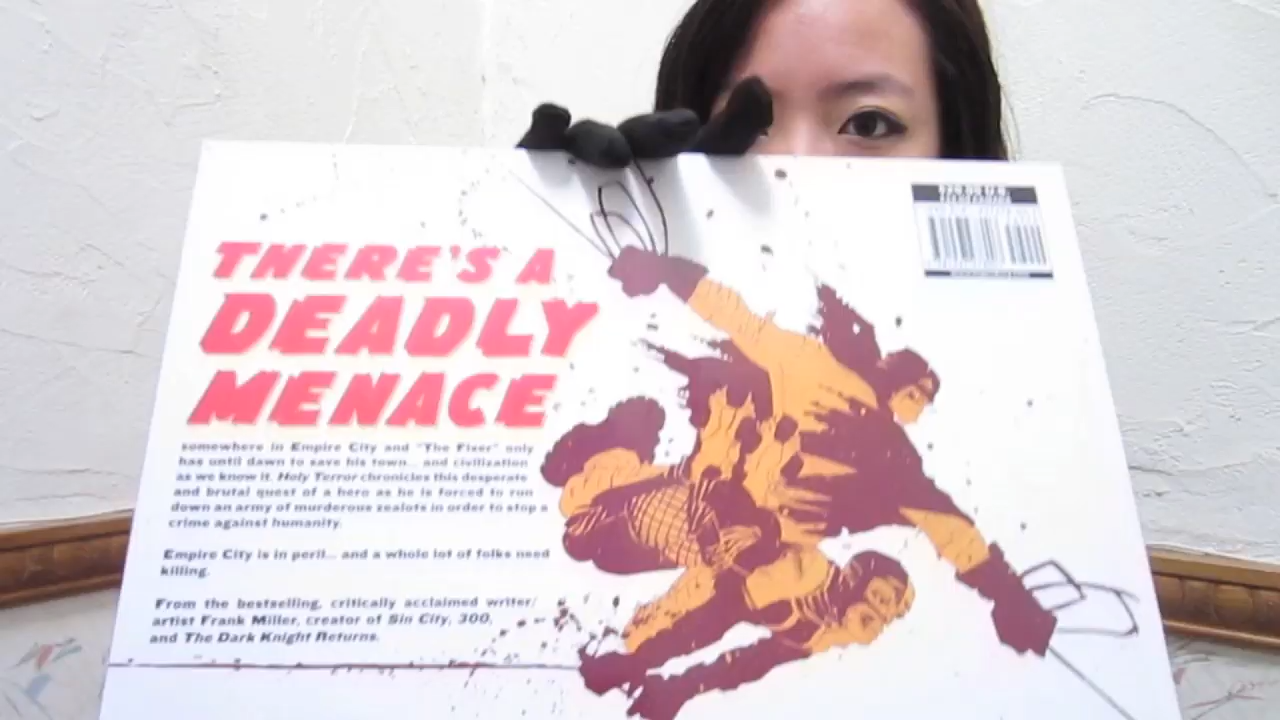 THERE'S A
DEADLY
MENACE
somewhere in Empire City and "The Fixer" only
has until dawn to save his town... and civilization
as we know it. Holy Terror chronicles this desperate
and brutal quest of a hero as he is forced to run
down an army of murderous zealots in order to stop a
crime against humanity.
Empire City is in peril... and a whole lot of folks need
killing.
From the bestselling, critically acclaimed writer/
artist Frank Miller, creator of Sin City, 300,
and The Dark Knight Returns.